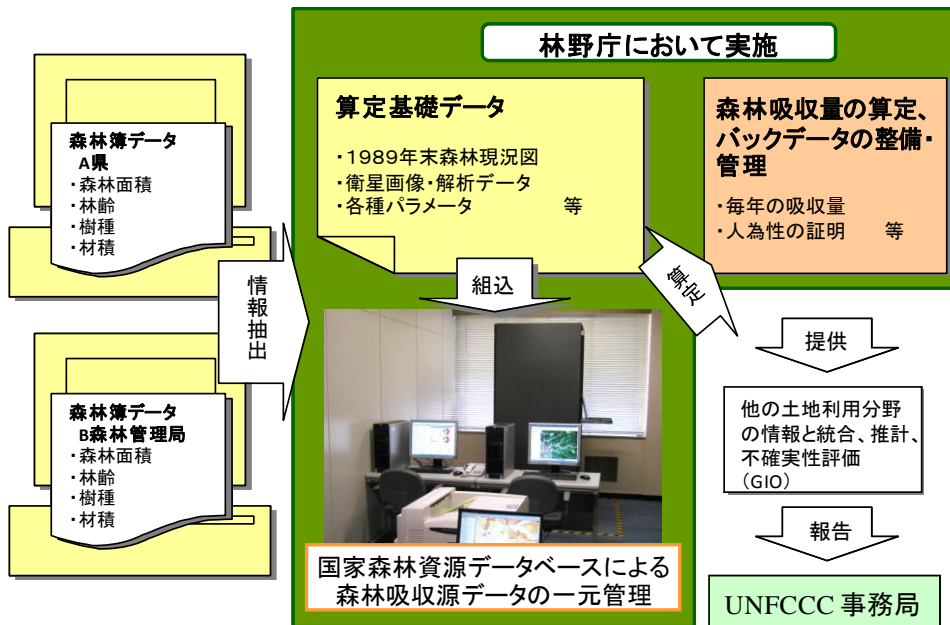 林野庁において実施
森林簿データ
A県
・森林面積
・林齢
・樹種
・材積
森林簿データ
B森林管理局
・森林面積
・林齢
・樹種
・材積
情報抽出
算定基礎データ
・1989年末森林現況図
・衛星画像・解析データ
・各種パラメータ 等
組込
国家森林資源データベースによる
森林吸収源データの一元管理
算定
森林吸収量の算定、
バックデータの整備・
管理
・毎年の吸収量
・人為性の証明 等
提供
他の土地利用分野
の情報と統合、推計、
不確実性評価
(GIO)
報告
UNFCCC 事務局